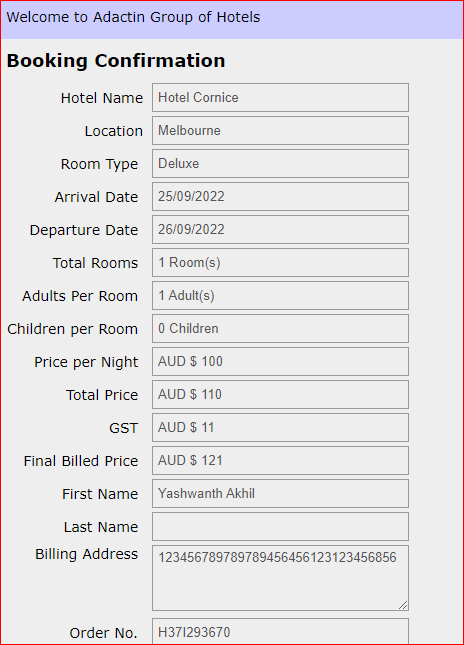 Welcome to Adactin Group of Hotels
Booking Confirmation
Hotel Name Hotel Cornice
Location Melbourne
Room Type Deluxe
Arrival Date 25/09/2022
Departure Date 26/09/2022
Total Rooms 1 Room(s)
Adults Per Room 1 Adult(s)
Children per Room 0 Children
Price per Night AUD $ 100
Total Price AUD $ 110
GST AUD $ 11
Final Billed Price AUD $ 121
First Name Yashwanth Akhil
Last Name
Billing Address 123456789789789456456123123456856
Order No. H37I293670